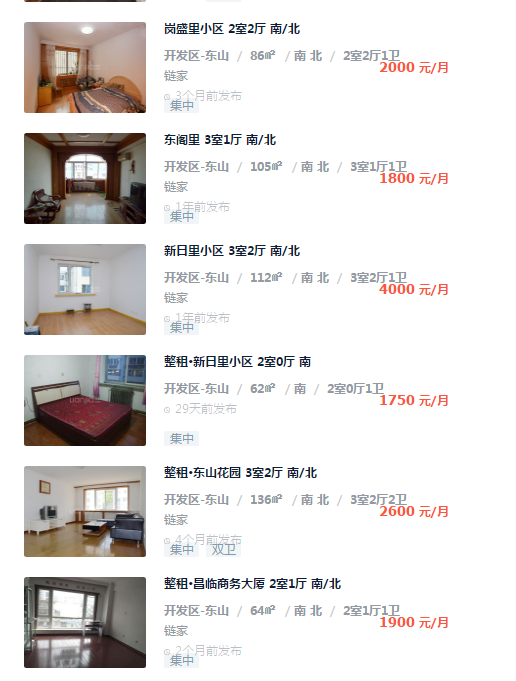 岗盛里小区 2室2厅 南/北
开发区-东山 / 86㎡ / 南 北 / 2室2厅1卫
2000 元/月
链家
3个月前发布
集中
东阁里 3室1厅 南/北
开发区-东山 / 105㎡ / 南 北 / 3室1厅1卫
1800 元/月
链家
1年前发布
集中
新日里小区 3室2厅 南/北
开发区-东山 / 112㎡ / 南 北 / 3室2厅1卫
4000 元/月
链家
1年前发布
集中
整租·新日里小区 2室0厅 南
开发区-东山 / 62㎡ / 南 / 2室0厅1卫
1750 元/月
29天前发布
集中
整租·东山花园 3室2厅 南/北
开发区-东山 / 136㎡ / 南 北 / 3室2厅2卫
2600 元/月
链家
4个月前发布
集中 双卫
整租·昌临商务大厦 2室1厅 南/北
开发区-东山 / 64㎡ / 南 北 / 2室1厅1卫
1900 元/月
链家
2个月前发布
集中